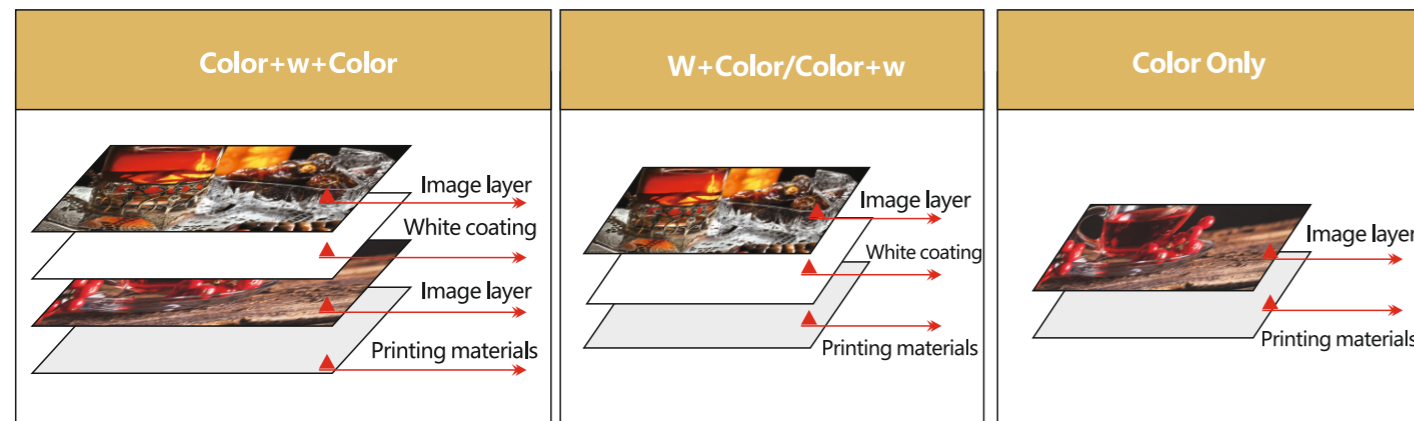 Color+w+Color
Image layer
White coating
Image layer
Printing materials
W+Color/Color+w
Image layer
White coating
Printing materials
Color Only
Image layer
Printing materials